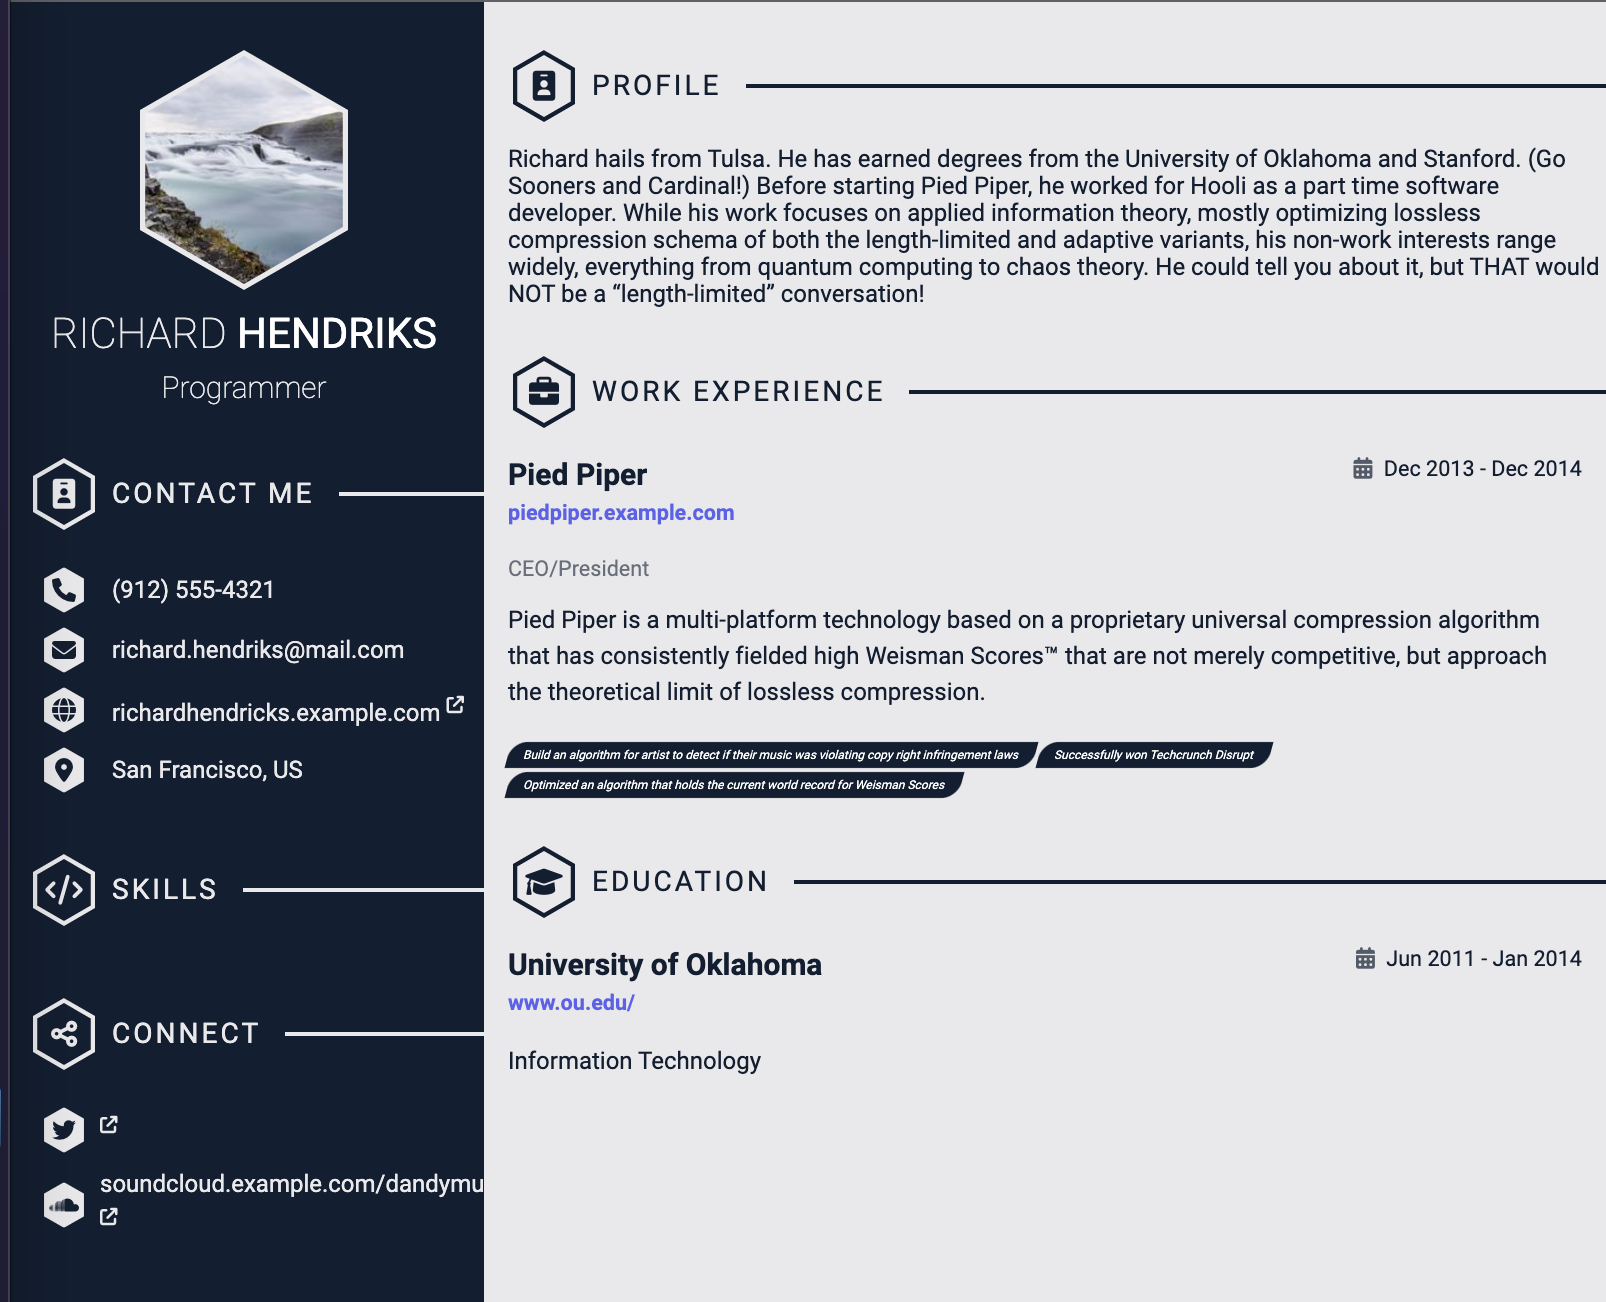 RICHARD HENDRIKS
Programmer
CONTACT ME
(912) 555-4321
richard.hendriks@mail.com
richardhendricks.example.com
San Francisco, US
SKILLS
CONNECT
soundcloud.example.com/dandymu
PROFILE
Richard hails from Tulsa. He has earned degrees from the University of Oklahoma and Stanford. (Go
Sooners and Cardinal!) Before starting Pied Piper, he worked for Hooli as a part time software
developer. While his work focuses on applied information theory, mostly optimizing lossless
compression schema of both the length-limited and adaptive variants, his non-work interests range
widely, everything from quantum computing to chaos theory. He could tell you about it, but THAT would
NOT be a “length-limited” conversation!
WORK EXPERIENCE
Pied Piper
Dec 2013 - Dec 2014
piedpiper.example.com
CEO/President
Pied Piper is a multi-platform technology based on a proprietary universal compression algorithm
that has consistently fielded high Weisman Scores™ that are not merely competitive, but approach
the theoretical limit of lossless compression.
Build an algorithm for artist to detect if their music was violating copy right infringement laws
Successfully won Techcrunch Disrupt
Optimized an algorithm that holds the current world record for Weisman Scores
EDUCATION
University of Oklahoma
Jun 2011 - Jan 2014
www.ou.edu/
Information Technology